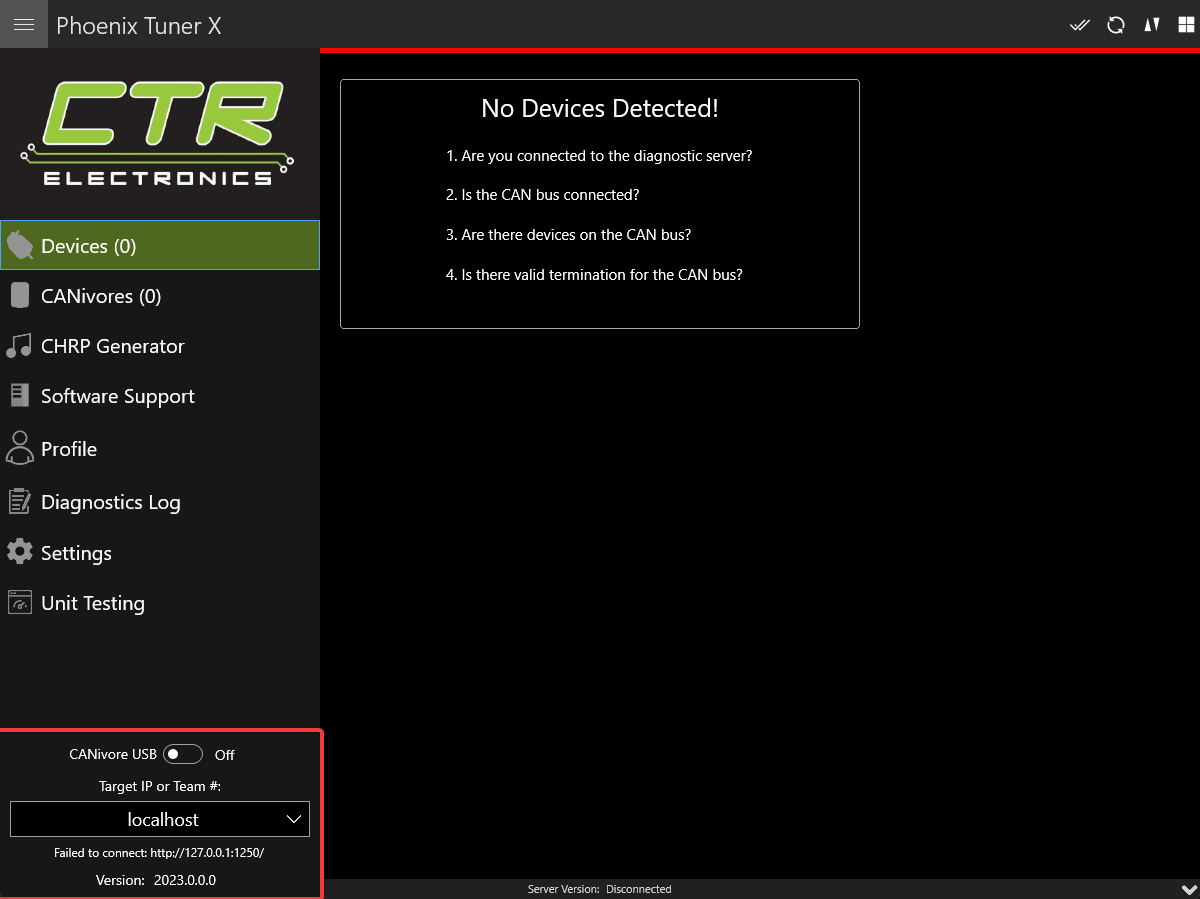 Phoenix Tuner X
CTR
ELECTRONICS
Devices (0)
CANivores (0)
CHRP Generator
Software Support
Profile
Diagnostics Log
Settings
Unit Testing
CANivore USB Off
Target IP or Team #:
localhost
Failed to connect: http://127.0.0.1:1250/
Version: 2023.0.0.0
No Devices Detected!
1. Are you connected to the diagnostic server?
2. Is the CAN bus connected?
3. Are there devices on the CAN bus?
4. Is there valid termination for the CAN bus?
Server Version: Disconnected